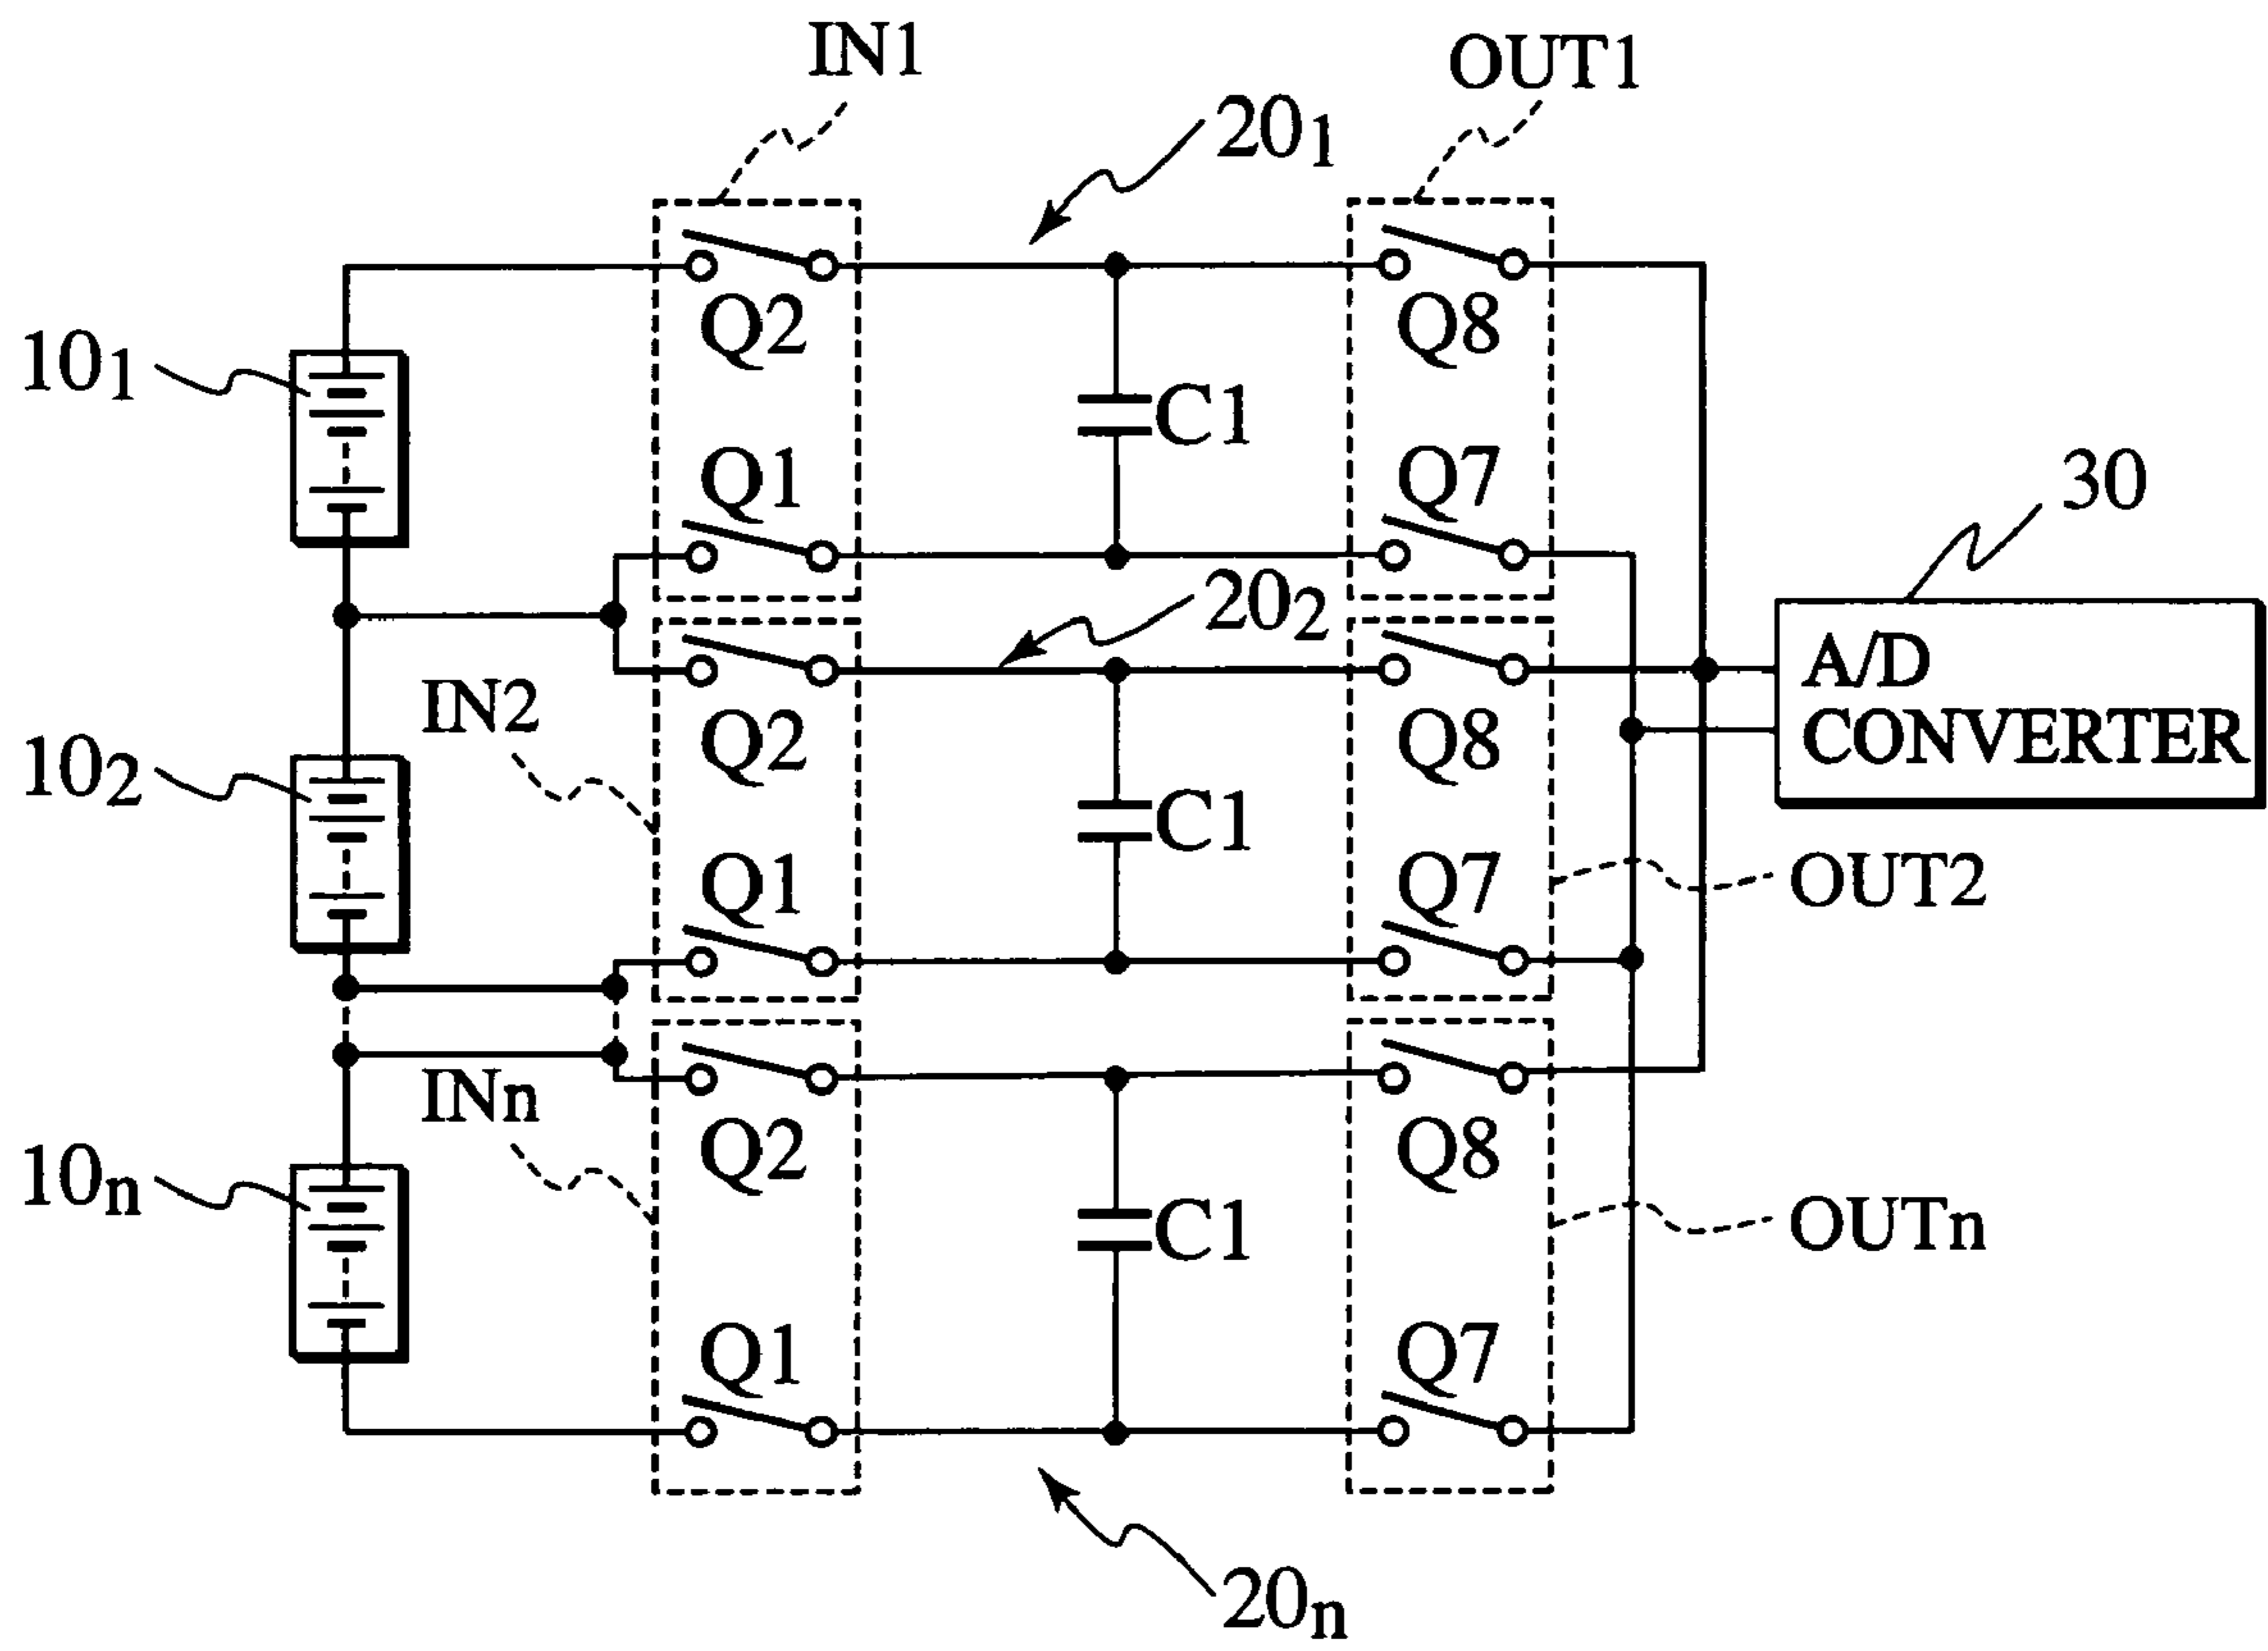 IN1
OUT1
20₁
Q2
Q8
10₁
C1
Q1
Q7
30
20₂
A/D
CONVERTER
IN2
Q2
Q8
10₂
C1
Q1
Q7
OUT2
INn
Q2
Q8
10n
C1
OUTn
Q1
Q7
20n